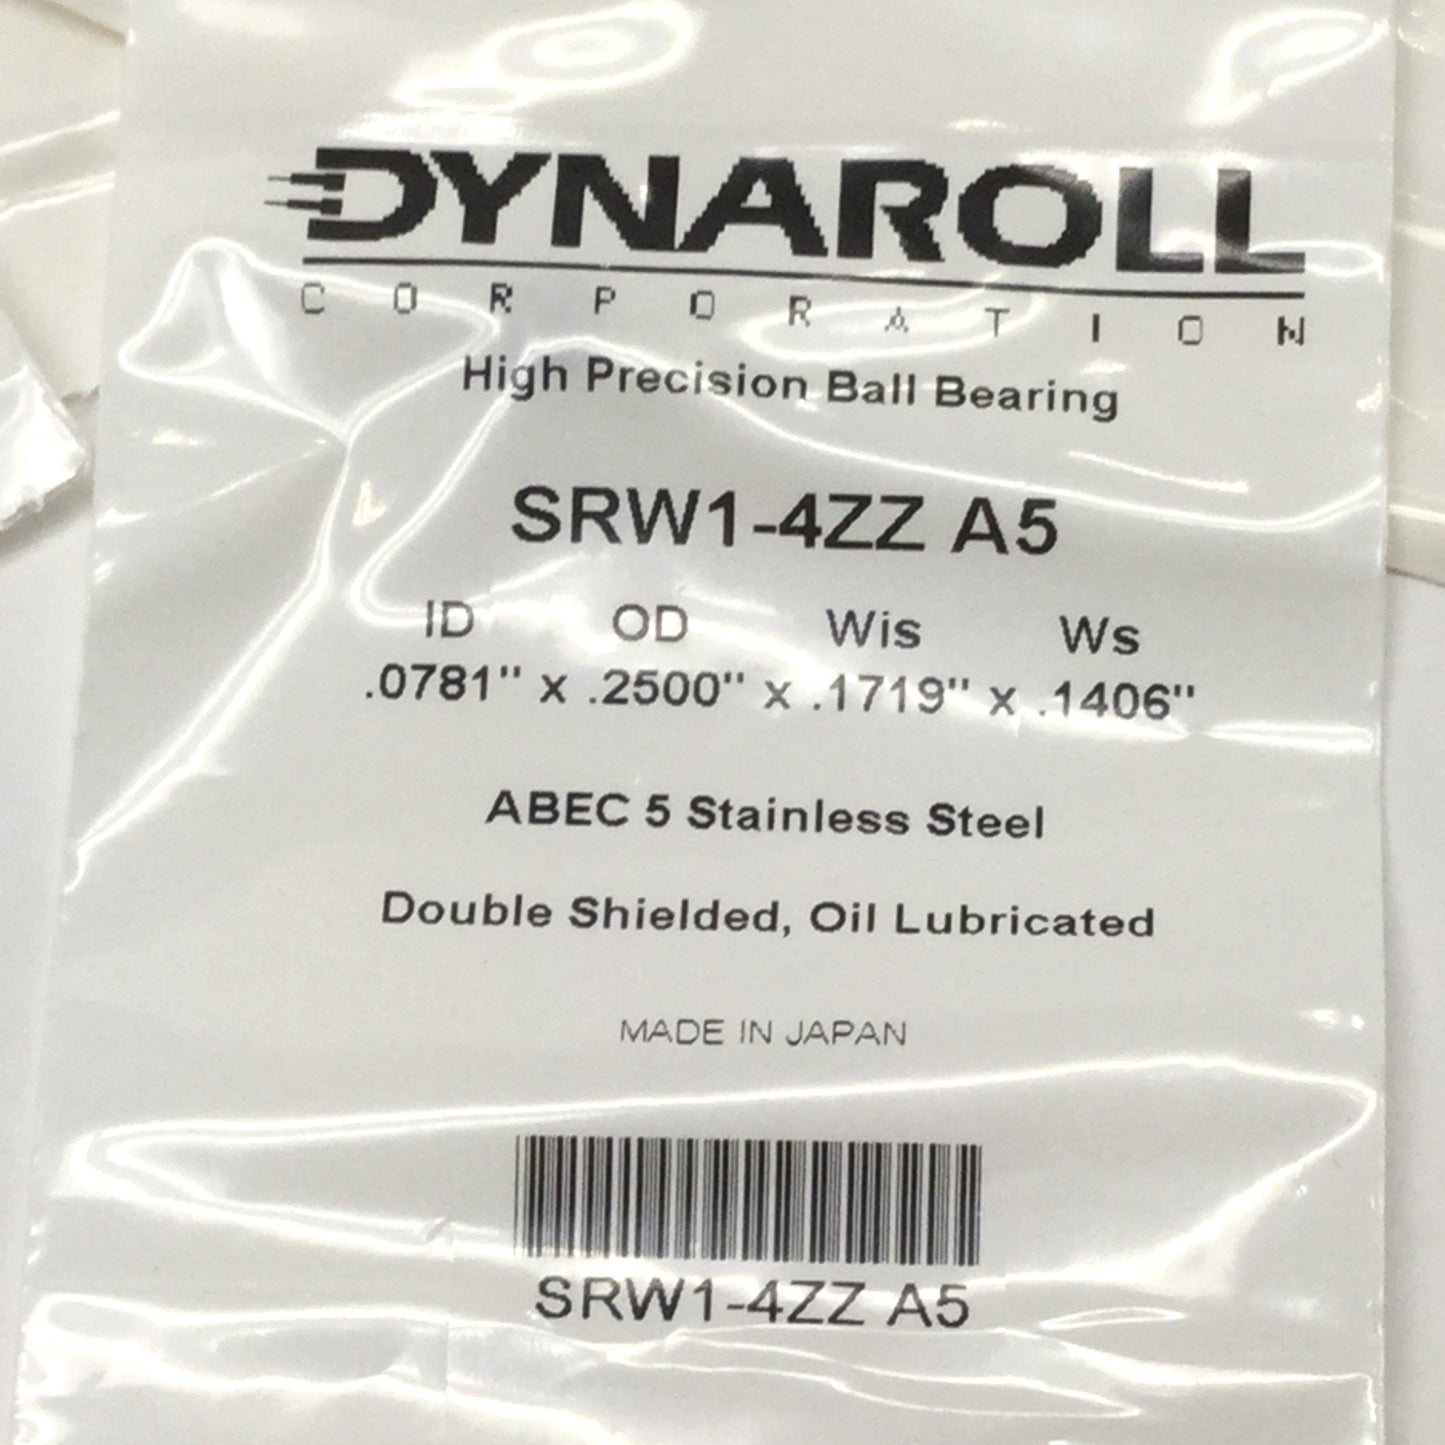 DYNAROLL
CORPORATION
High Precision Ball Bearing
SRW1-4ZZ A5
ID OD Wis Ws
.0781" x .2500" x .1719" x .1406"
ABEC 5 Stainless Steel
Double Shielded, Oil Lubricated
MADE IN JAPAN
SRW1-4ZZ A5